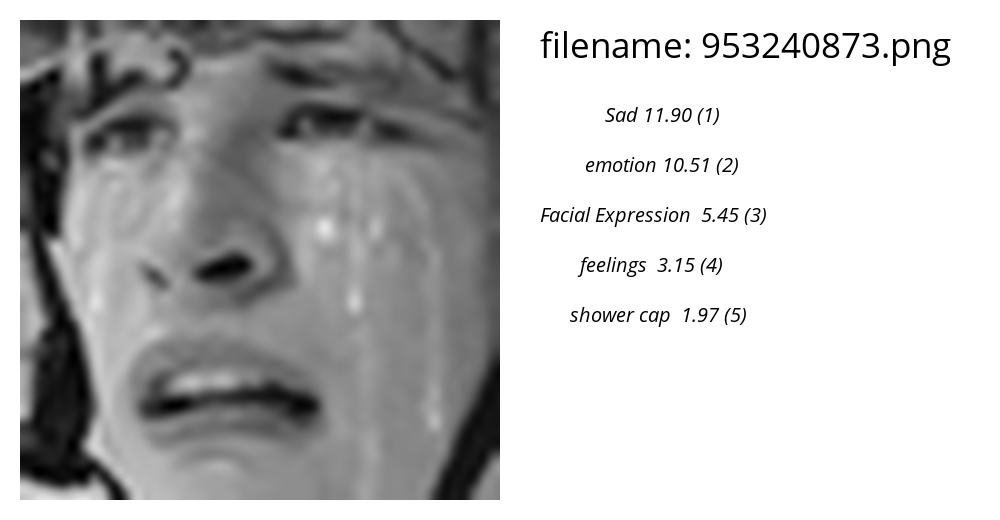 filename: 953240873.png
Sad 11.90 (1)
emotion 10.51 (2)
Facial Expression  5.45 (3)
feelings  3.15 (4)
shower cap  1.97 (5)